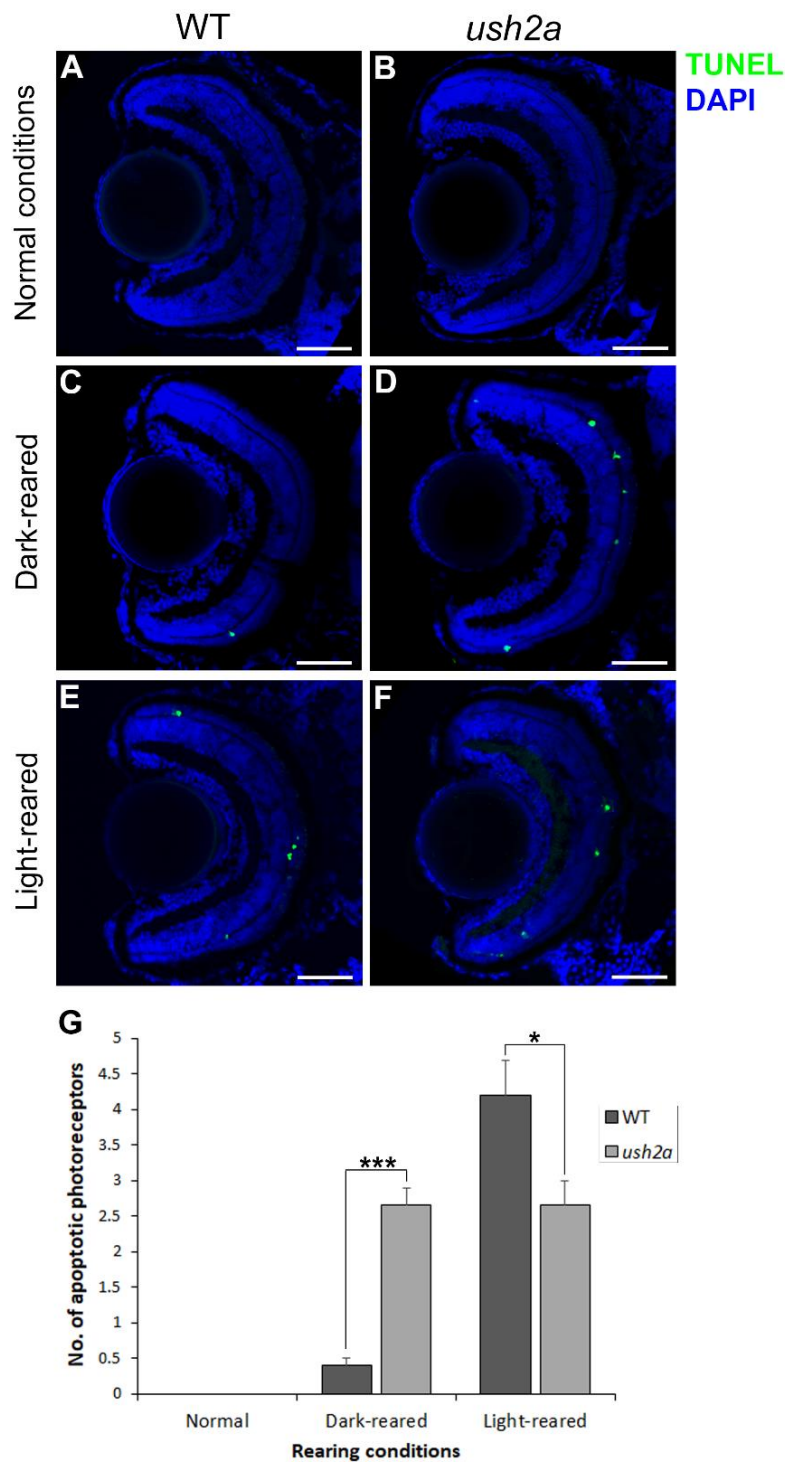 WT
ush2a
TUNEL
DAPI
Normal conditions
A
B
Dark-reared
C
D
Light-reared
E
F
G
No. of apoptotic photoreceptors
5
4.5
4
3.5
3
2.5
2
1.5
1
0.5
0
***
*
WT
ush2a
Normal
Dark-reared
Light-reared
Rearing conditions